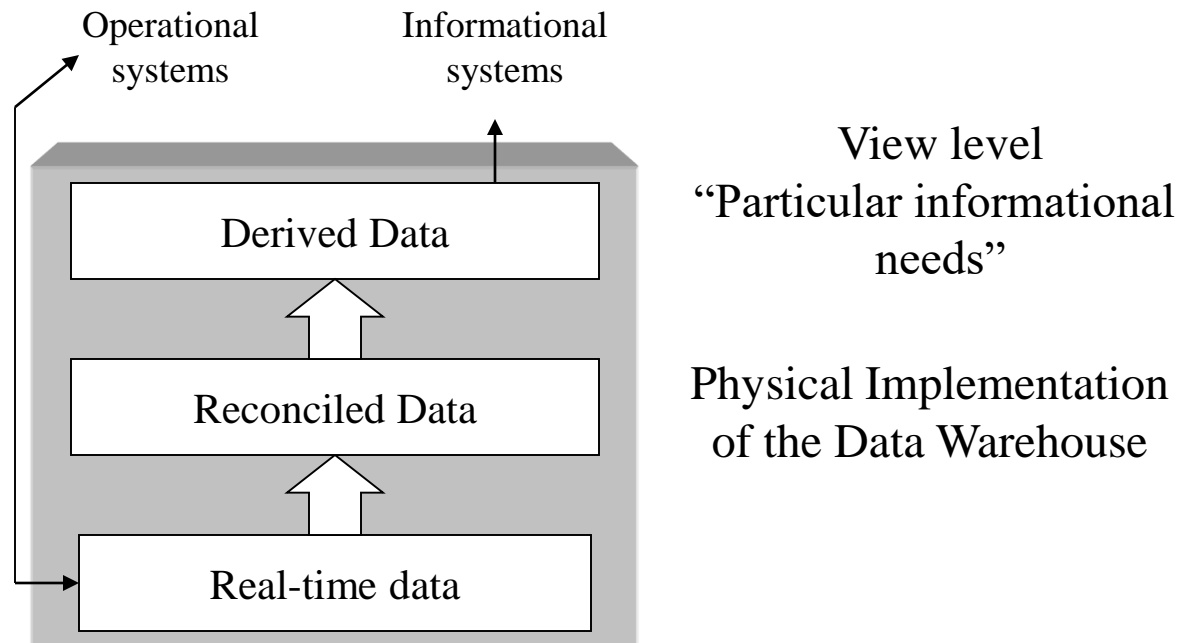 Operational
systems
Informational
systems
View level
“Particular informational
needs”
Derived Data
Physical Implementation
of the Data Warehouse
Reconciled Data
Real-time data